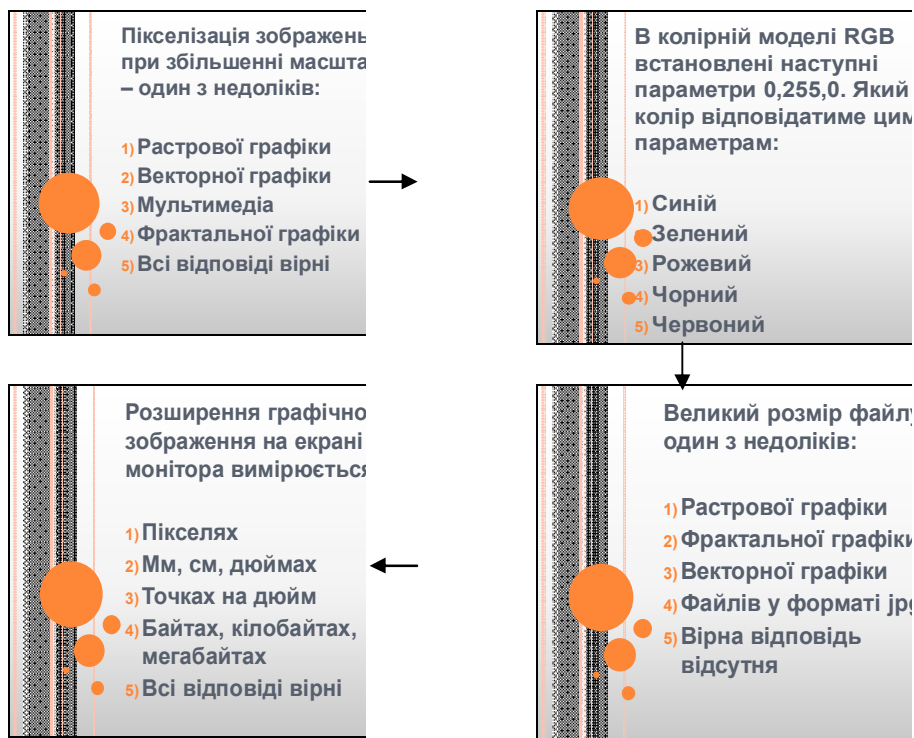 Пікселізація зображень
при збільшенні масшта
– один з недоліків:
1) Растрової графіки
2) Векторної графіки
3) Мультимедіа
4) Фрактальної графіки
5) Всі відповіді вірні
В колірній моделі RGB
встановлені наступні
параметри 0,255,0. Який
колір відповідатиме цим
параметрам:
1) Синій
Зелений
3) Рожевий
4) Чорний
5) Червоний
Розширення графічно
зображення на екрані
монітора вимірюється
1) Пікселях
2) Мм, см, дюймах
3) Точках на дюйм
4) Байтах, кілобайтах,
мегабайтах
5) Всі відповіді вірні
Великий розмір файлу
один з недоліків:
1) Растрової графіки
2) Фрактальної графіки
3) Векторної графіки
4) Файлів у форматі jpg
5) Вірна відповідь
відсутня